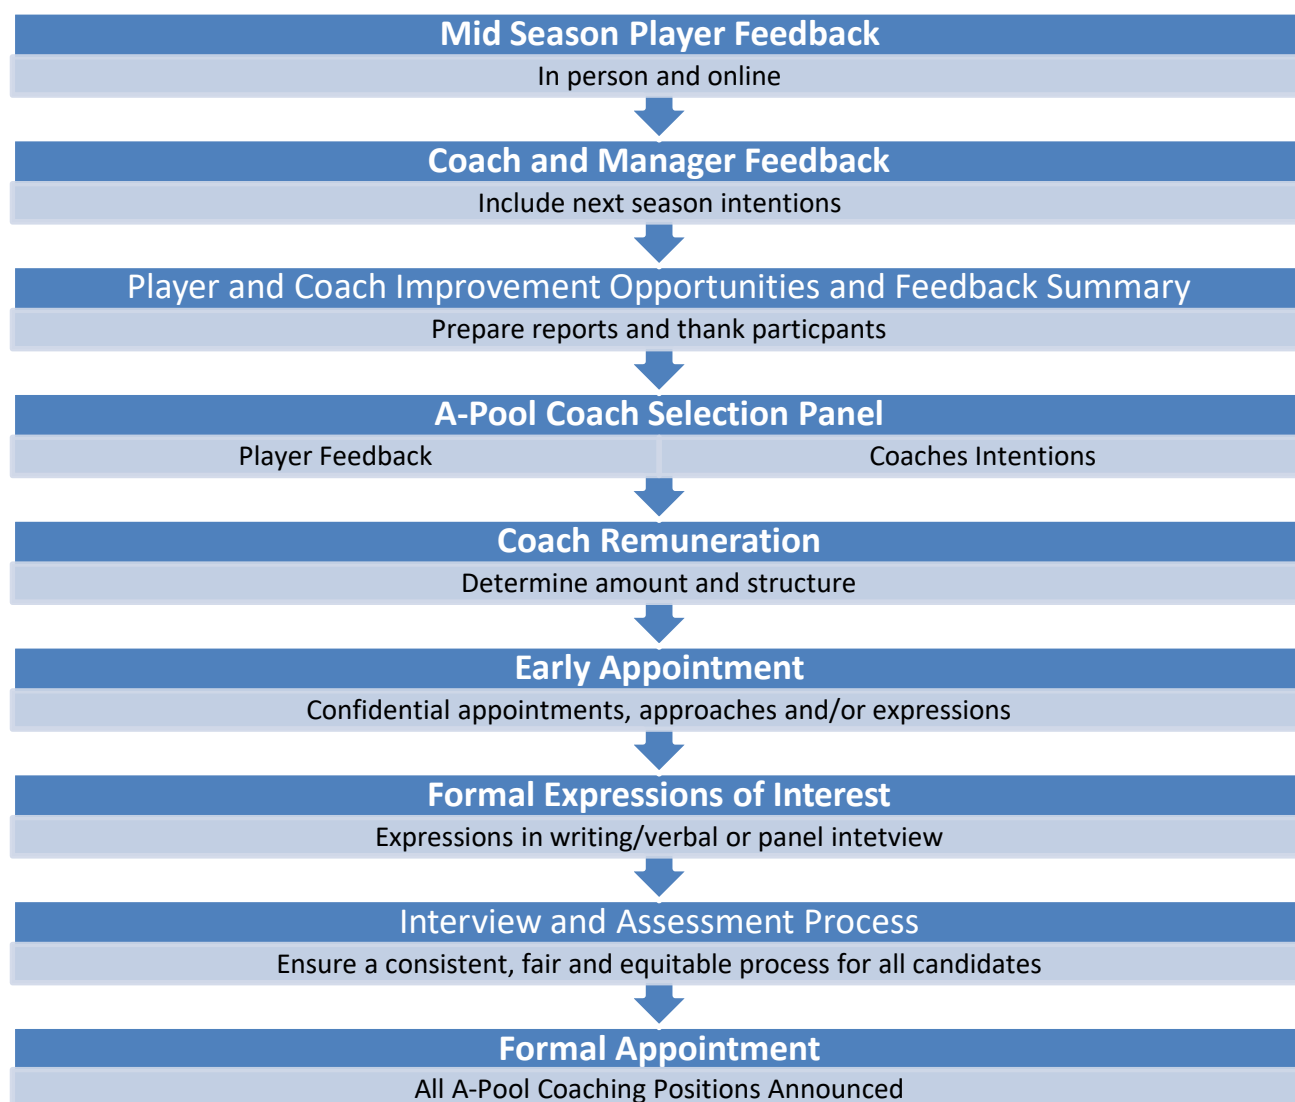 Mid Season Player Feedback
In person and online
Coach and Manager Feedback
Include next season intentions
Player and Coach Improvement Opportunities and Feedback Summary
Prepare reports and thank particpants
A-Pool Coach Selection Panel
Player Feedback
Coaches Intentions
Coach Remuneration
Determine amount and structure
Early Appointment
Confidential appointments, approaches and/or expressions
Formal Expressions of Interest
Expressions in writing/verbal or panel intetview
Interview and Assessment Process
Ensure a consistent, fair and equitable process for all candidates
Formal Appointment
All A-Pool Coaching Positions Announced